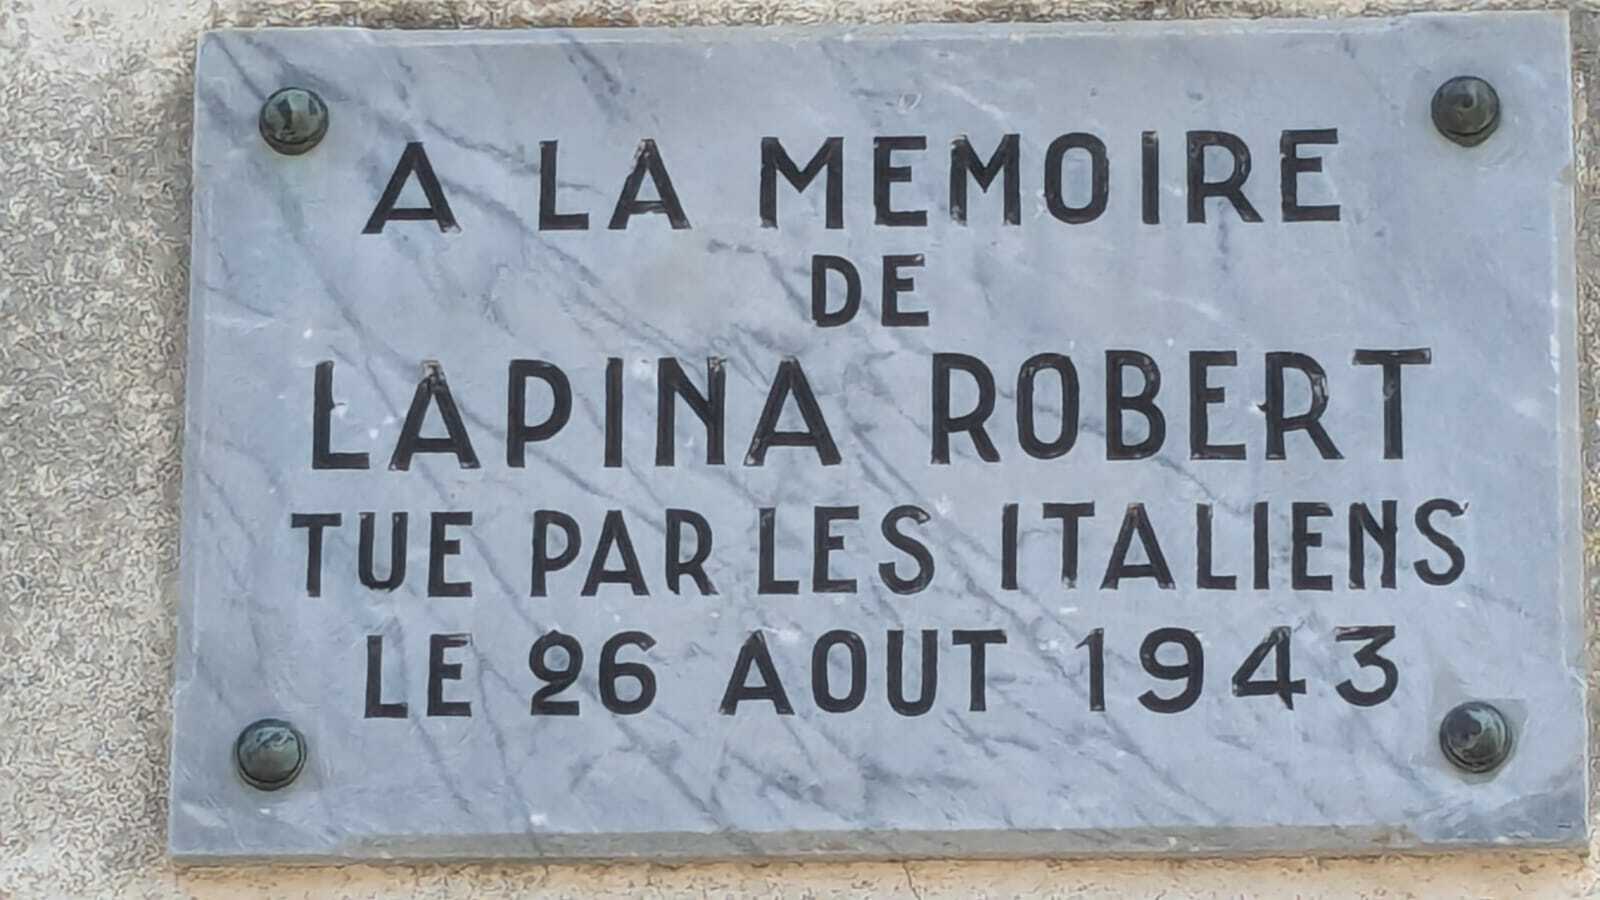 A LA MEMOIRE
DE
LAPINA ROBERT
TUE PAR LES ITALIENS
LE 26 AOUT 1943